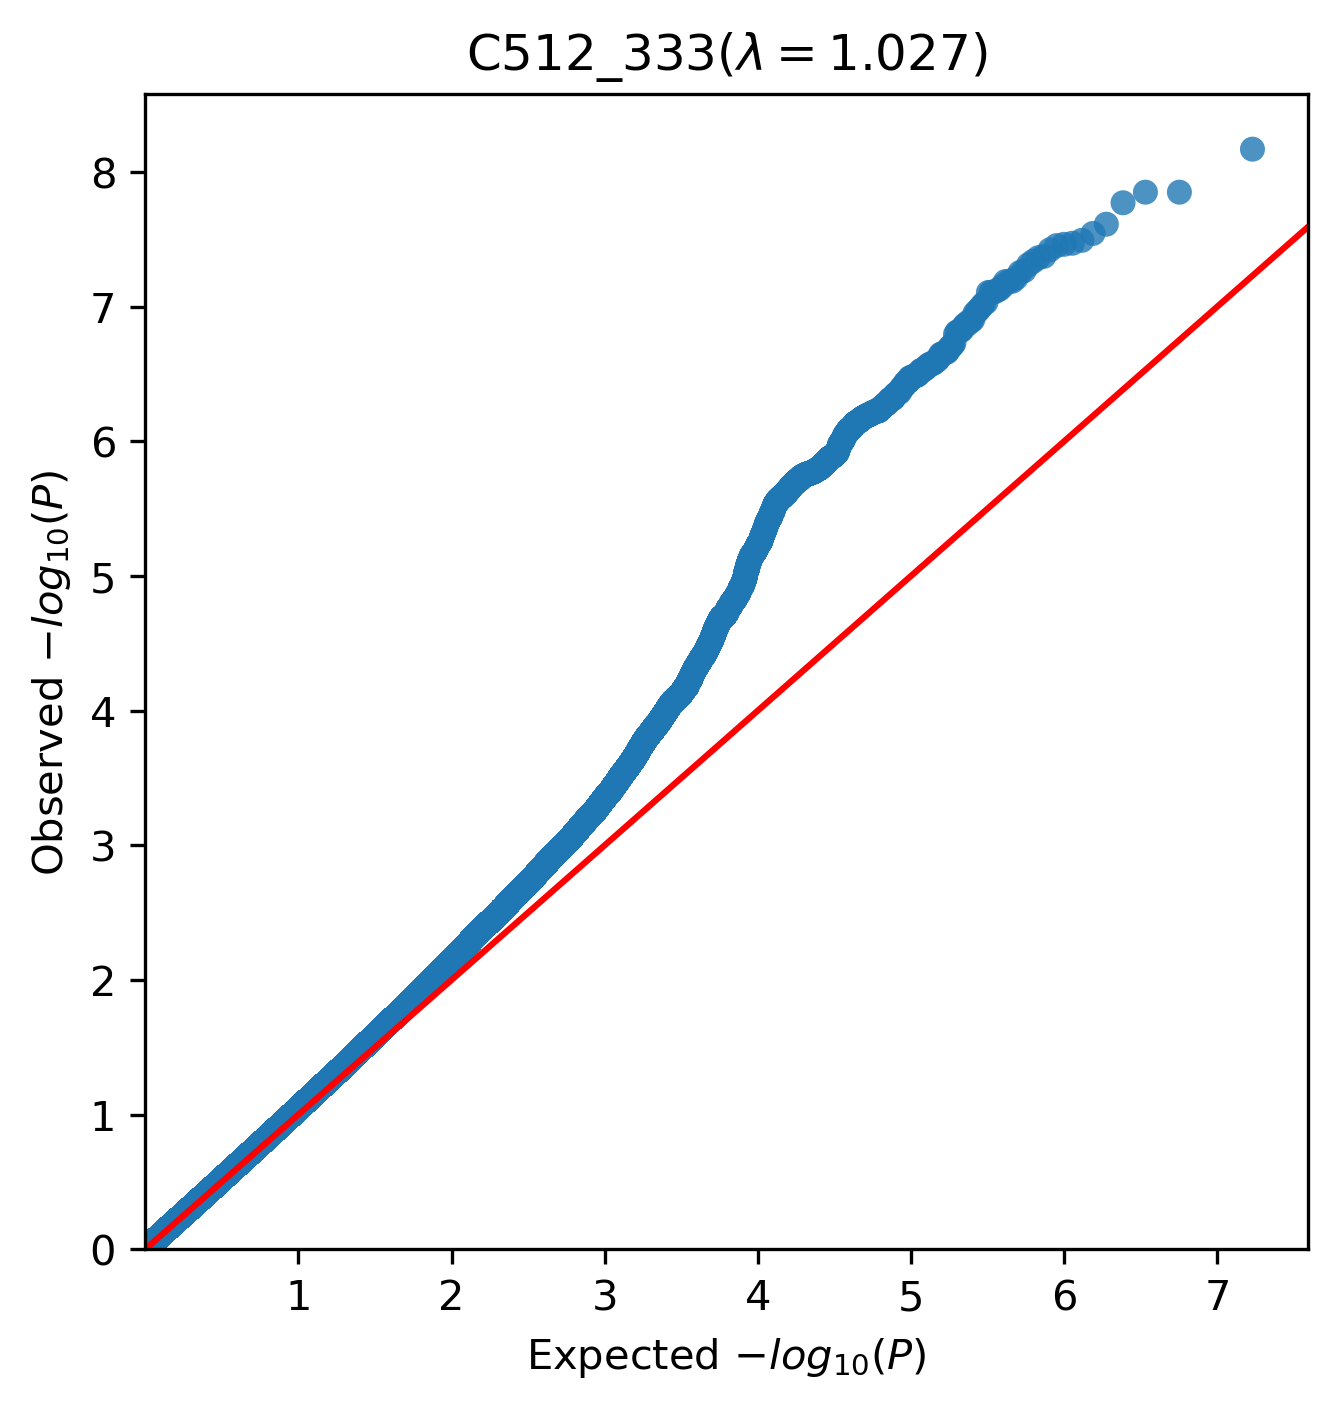 C512_333(λ = 1.027)
8
7
6
5
4
3
2
1
0
Observed −log₁₀(P)
1 2 3 4 5 6 7
Expected −log₁₀(P)